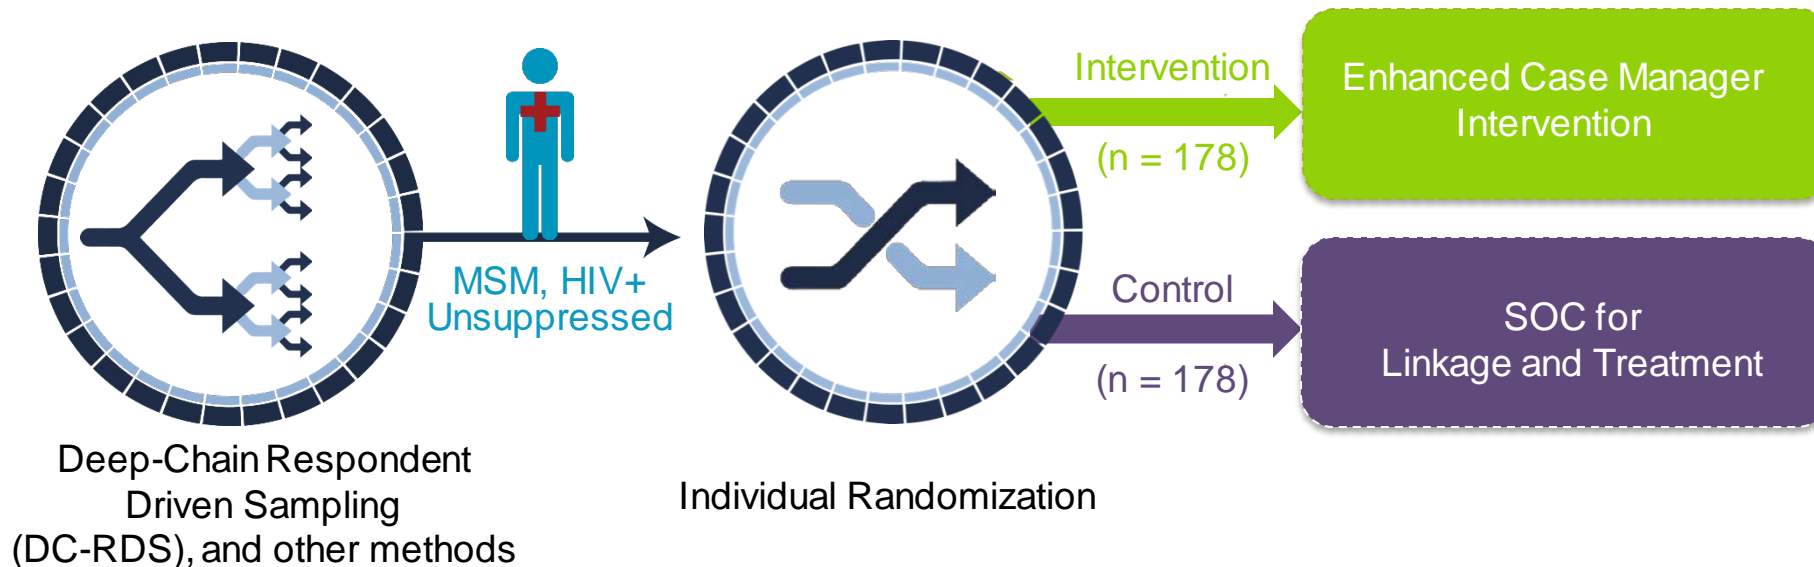 Deep-Chain Respondent
Driven Sampling
(DC-RDS), and other methods
MSM, HIV+
Unsuppressed
Individual Randomization
Intervention
(n = 178)
Enhanced Case Manager
Intervention
Control
(n = 178)
SOC for
Linkage and Treatment